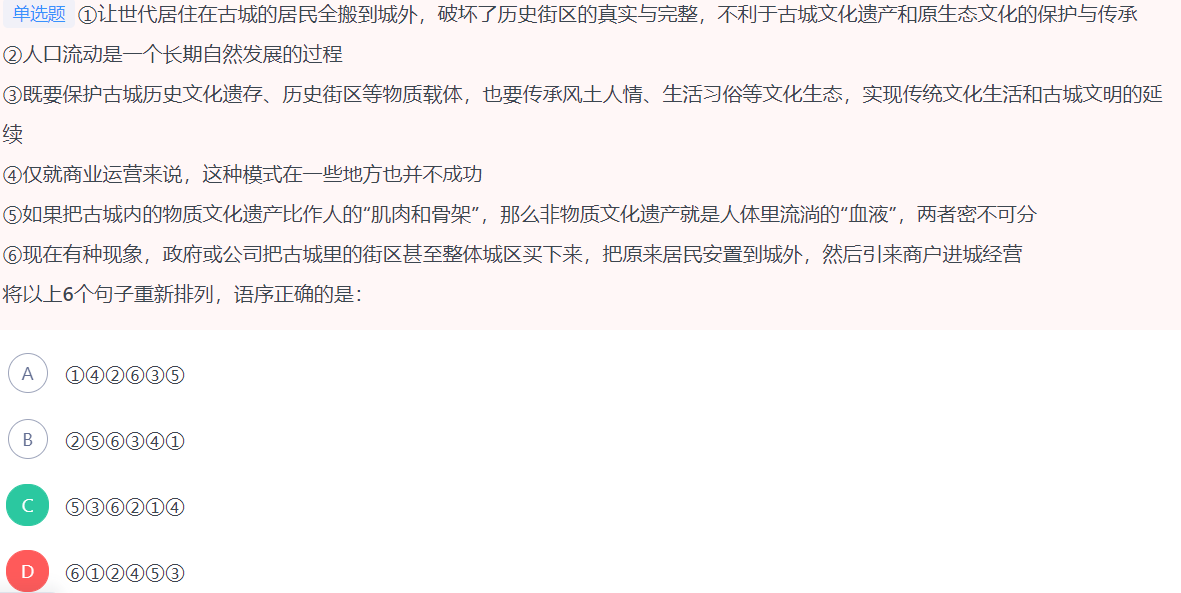 单选题 ①让世代居住在古城的居民全搬到城外，破坏了历史街区的真实与完整，不利于古城文化遗产和原生态文化的保护与传承
②人口流动是一个长期自然发展的过程
③既要保护古城历史文化遗存、历史街区等物质载体，也要传承风土人情、生活习俗等文化生态，实现传统文化生活和古城文明的延
续
④仅就商业运营来说，这种模式在一些地方也并不成功
⑤如果把古城内的物质文化遗产比作人的“肌肉和骨架”，那么非物质文化遗产就是人体里流淌的“血液”，两者密不可分
⑥现在有种现象，政府或公司把古城里的街区甚至整体城区买下来，把原来居民安置到城外，然后引来商户进城经营
将以上6个句子重新排列，语序正确的是：
A ①④②⑥③⑤
B ②⑤⑥③④①
C ⑤③⑥②①④
D ⑥①②④⑤③